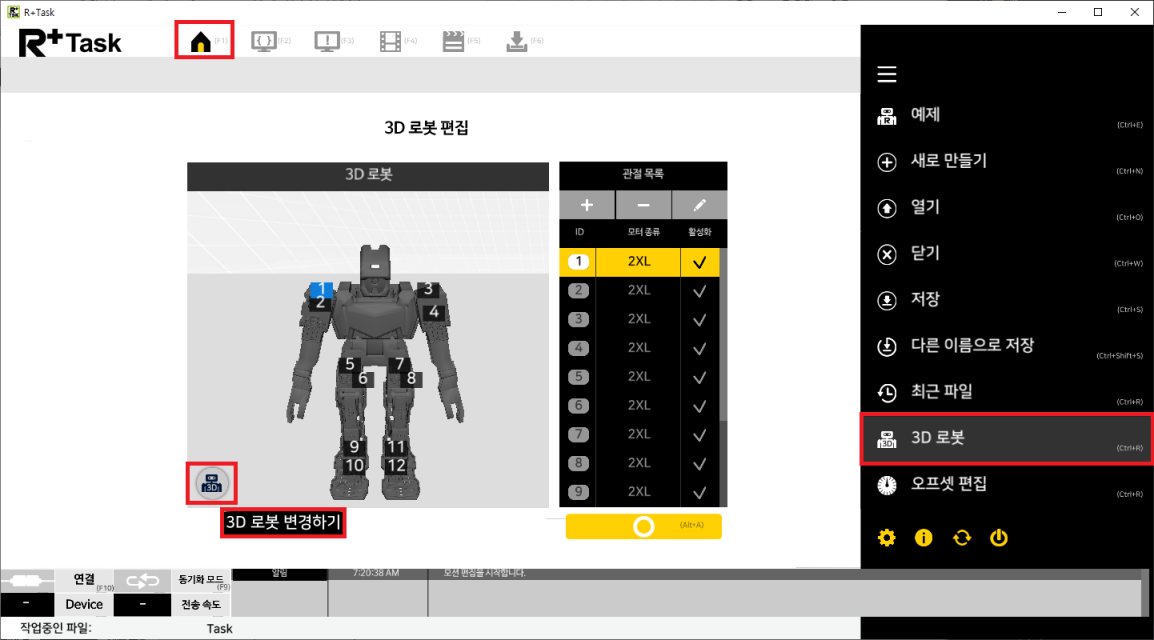 R+Task
R+Task
(F1) (F2) (F3) (F4) (F5) (F6)
3D 로봇 편집
3D 로봇
1
2
3
4
5
6
7
8
9
10
11
12
3D
3D 로봇 변경하기
관절 목록
ID 모터 종류 활성화
1 2XL
2 2XL
3 2XL
4 2XL
5 2XL
6 2XL
7 2XL
8 2XL
9 2XL
(Alt+A)
예제 (Ctrl+E)
새로 만들기 (Ctrl+N)
열기 (Ctrl+O)
닫기 (Ctrl+W)
저장 (Ctrl+S)
다른 이름으로 저장 (Ctrl+Shift+S)
최근 파일 (Ctrl+R)
3D 로봇 (Ctrl+R)
오프셋 편집 (Ctrl+R)
연결 (F10) 동기화 모드 (F9)
- Device - 전송 속도
알림 7:20:38 AM 모션 편집을 시작합니다.
작업중인 파일: Task